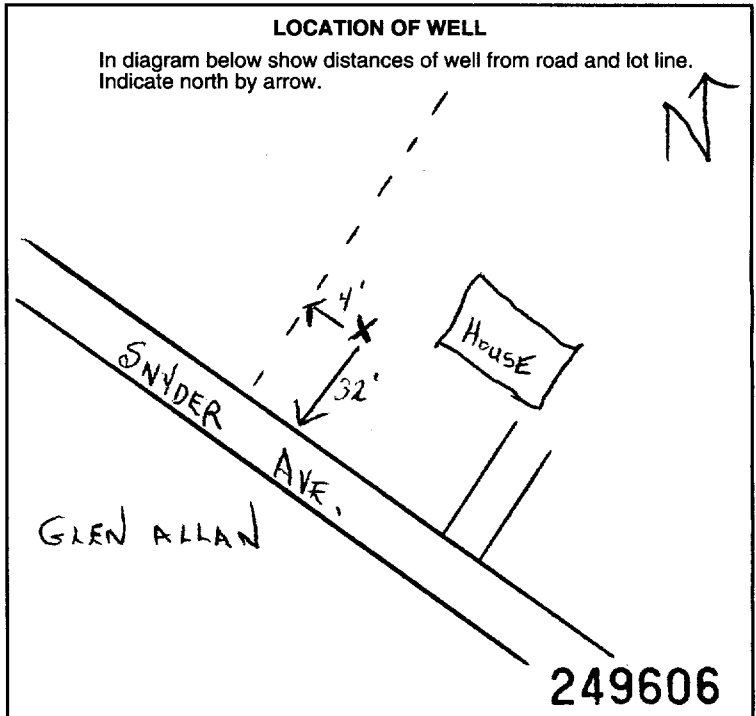 LOCATION OF WELL
In diagram below show distances of well from road and lot line.
Indicate north by arrow.
N
4'
X
HOUSE
32'
SNYDER AVE.
GLEN ALLAN
249606